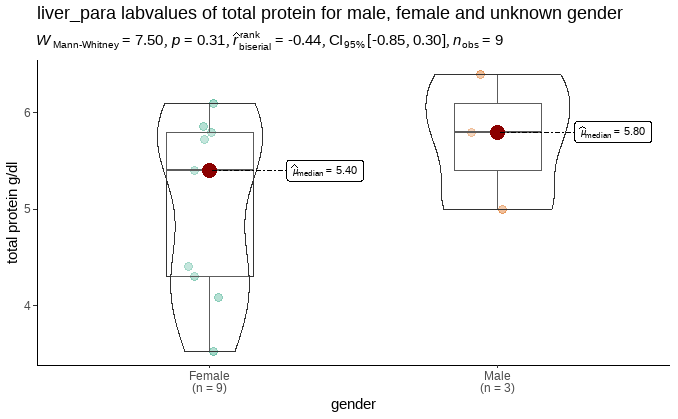 liver_para labvalues of total protein for male, female and unknown gender
W Mann-Whitney = 7.50, p = 0.31, r̂ rank biserial = -0.44, CI95% [-0.85, 0.30], nobs = 9
total protein g/dl
6
5
4
μ̂median = 5.40
μ̂median = 5.80
Female
(n = 9)
Male
(n = 3)
gender